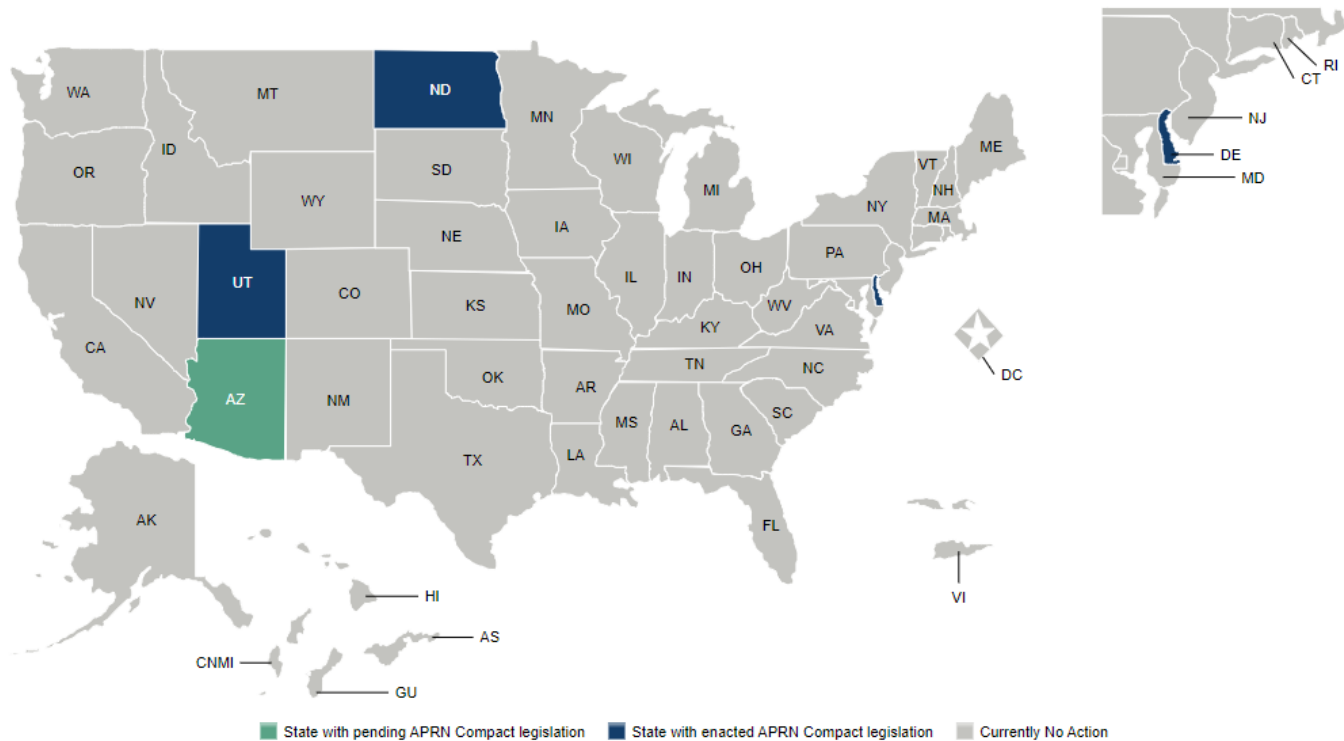 WA
MT
ND
MN
ID
OR
SD
WI
MI
VT
ME
NH
NY
MA
WY
IA
NE
PA
NV
UT
CO
IL
IN
OH
WV
KS
MO
KY
VA
CA
TN
NC
AZ
NM
OK
AR
SC
MS
AL
GA
TX
LA
FL
AK
HI
AS
CNMI
GU
VI
DC
RI
CT
NJ
DE
MD
State with pending APRN Compact legislation
State with enacted APRN Compact legislation
Currently No Action